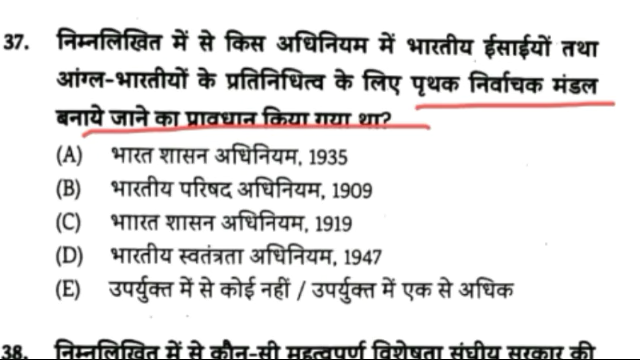 37. निम्नलिखित में से किस अधिनियम में भारतीय ईसाईयों तथा
आंग्ल-भारतीयों के प्रतिनिधित्व के लिए पृथक निर्वाचक मंडल
बनाये जाने का प्रावधान किया गया था?
(A) भारत शासन अधिनियम, 1935
(B) भारतीय परिषद अधिनियम, 1909
(C) भाारत शासन अधिनियम, 1919
(D) भारतीय स्वतंत्रता अधिनियम, 1947
(E) उपर्युक्त में से कोई नहीं / उपर्युक्त में एक से अधिक
38. निम्नलिखित में से कौन-सी महत्वपूर्ण विशेषता संघीय सरकार की